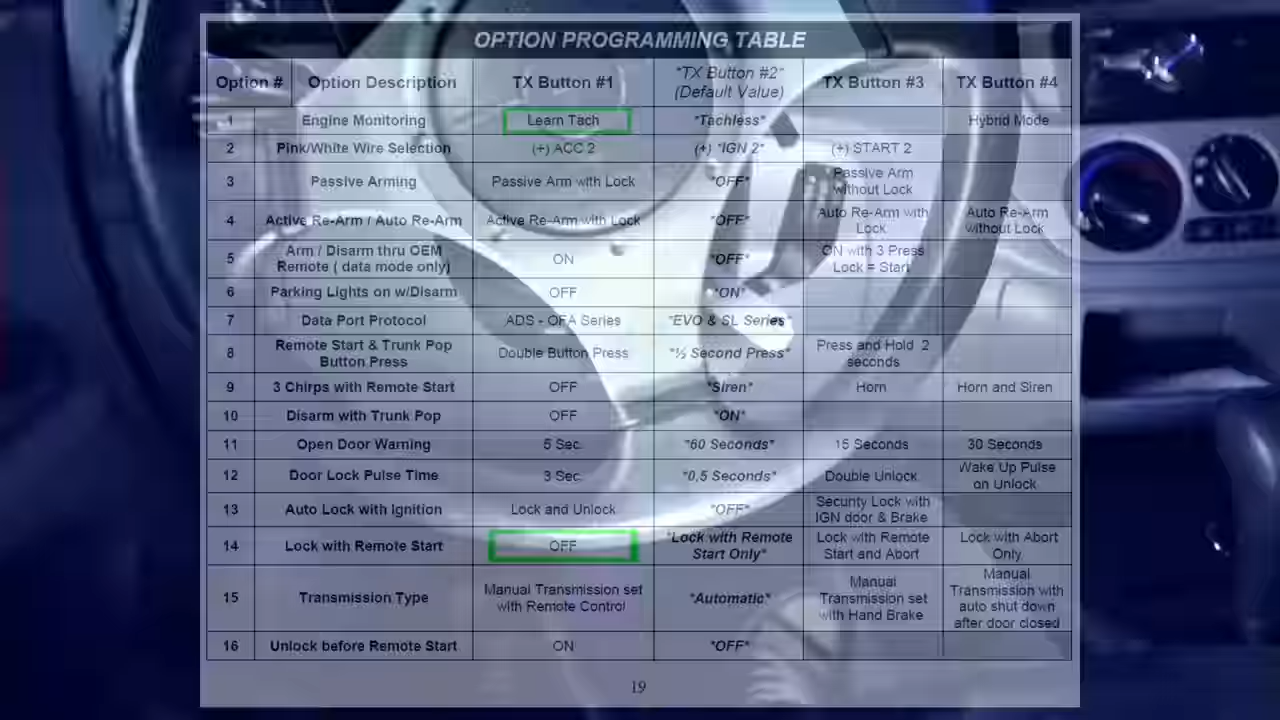 OPTION PROGRAMMING TABLE
Option # Option Description TX Button #1 "TX Button #2" (Default Value) TX Button #3 TX Button #4
1 Engine Monitoring Learn Tach "Tachless" Hybrid Mode
2 Pink/White Wire Selection (+) ACC 2 (+) "IGN 2" (+) START 2
3 Passive Arming Passive Arm with Lock "OFF" Passive Arm without Lock
4 Active Re-Arm / Auto Re-Arm Active Re-Arm with Lock "OFF" Auto Re-Arm with Lock Auto Re-Arm without Lock
5 Arm / Disarm thru OEM Remote ( data mode only) ON "OFF" ON with 3 Press Lock = Start
6 Parking Lights on w/Disarm OFF "ON"
7 Data Port Protocol ADS - OFA Series "EVO & SL Series"
8 Remote Start & Trunk Pop Button Press Double Button Press "½ Second Press" Press and Hold 2 seconds
9 3 Chirps with Remote Start OFF "Siren" Horn Horn and Siren
10 Disarm with Trunk Pop OFF "ON"
11 Open Door Warning 5 Sec. "60 Seconds" 15 Seconds 30 Seconds
12 Door Lock Pulse Time 3 Sec. "0.5 Seconds" Double Unlock Wake Up Pulse on Unlock
13 Auto Lock with Ignition Lock and Unlock "OFF" Security Lock with IGN door & Brake
14 Lock with Remote Start OFF "Lock with Remote Start Only" Lock with Remote Start and Abort Lock with Abort Only
15 Transmission Type Manual Transmission set with Remote Control "Automatic" Manual Transmission set with Hand Brake Manual Transmission with auto shut down after door closed
16 Unlock before Remote Start ON "OFF"
19